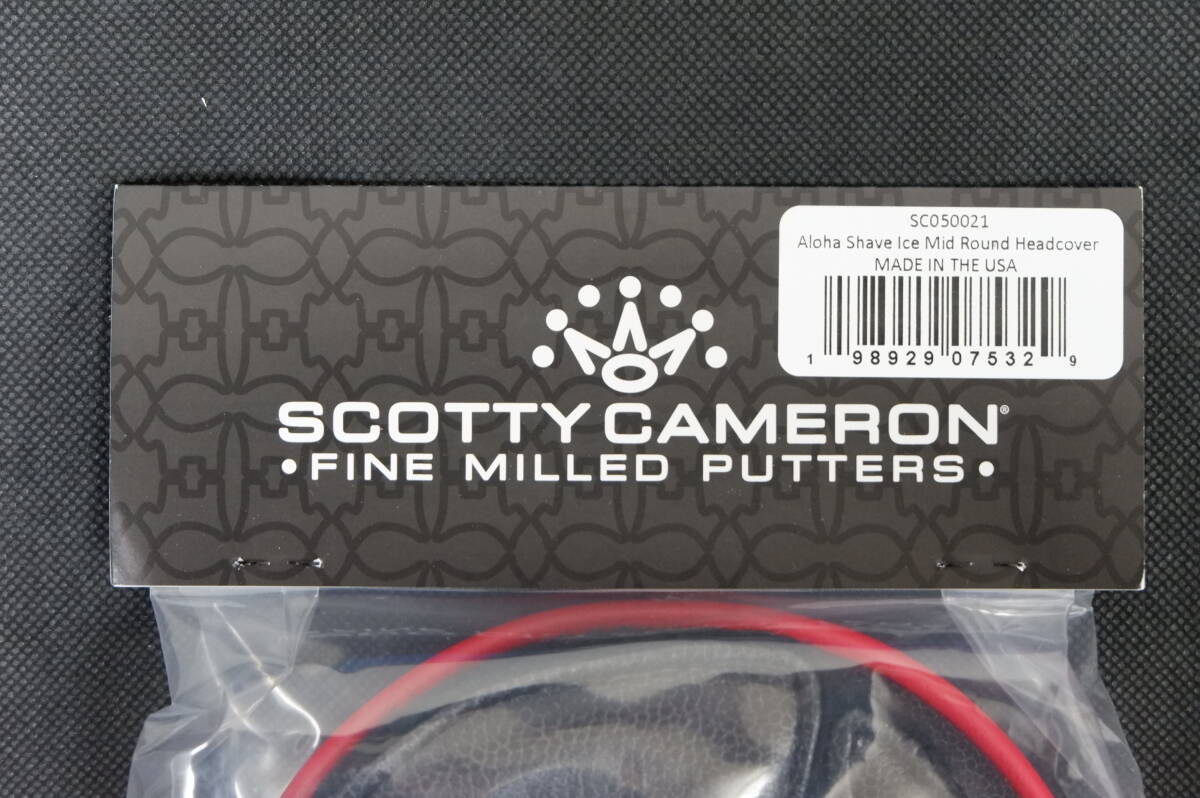 SC050021
Aloha Shave Ice Mid Round Headcover
MADE IN THE USA
1 98929 07532 9
SCOTTY CAMERON®
• FINE MILLED PUTTERS •